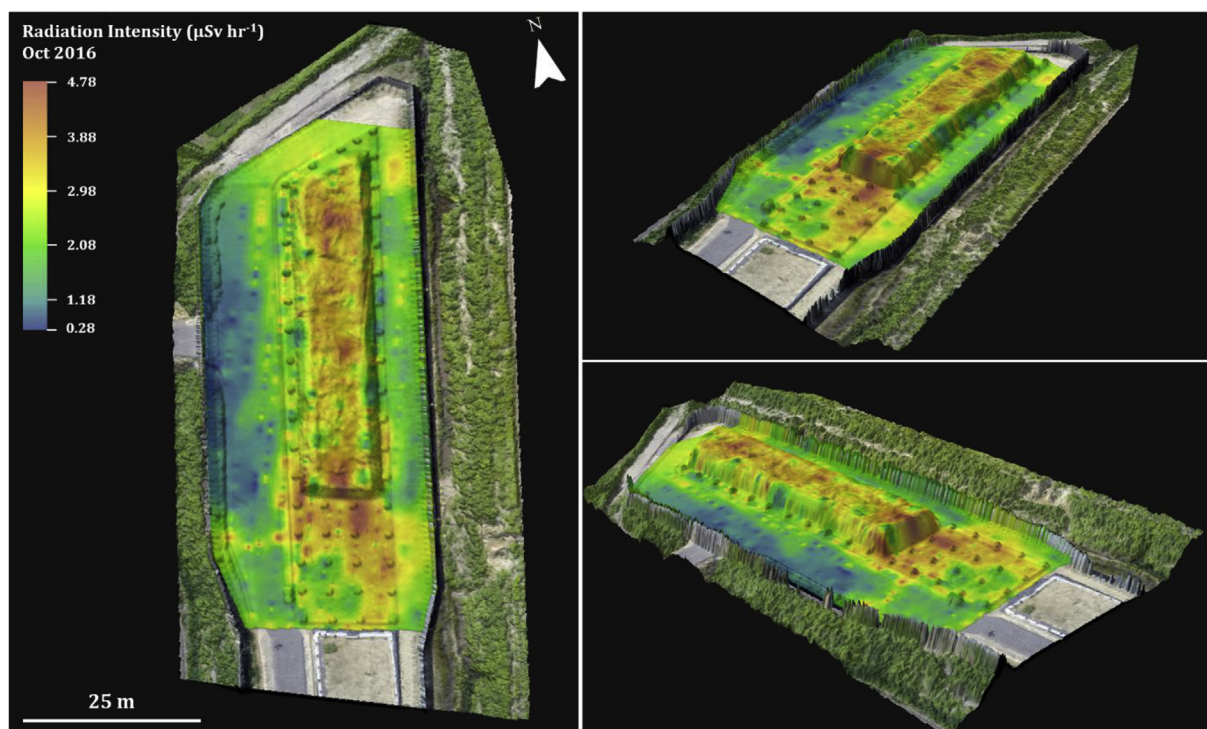 Radiation Intensity (µSv hr⁻¹)
Oct 2016
N
4.78
3.88
2.98
2.08
1.18
0.28
25 m